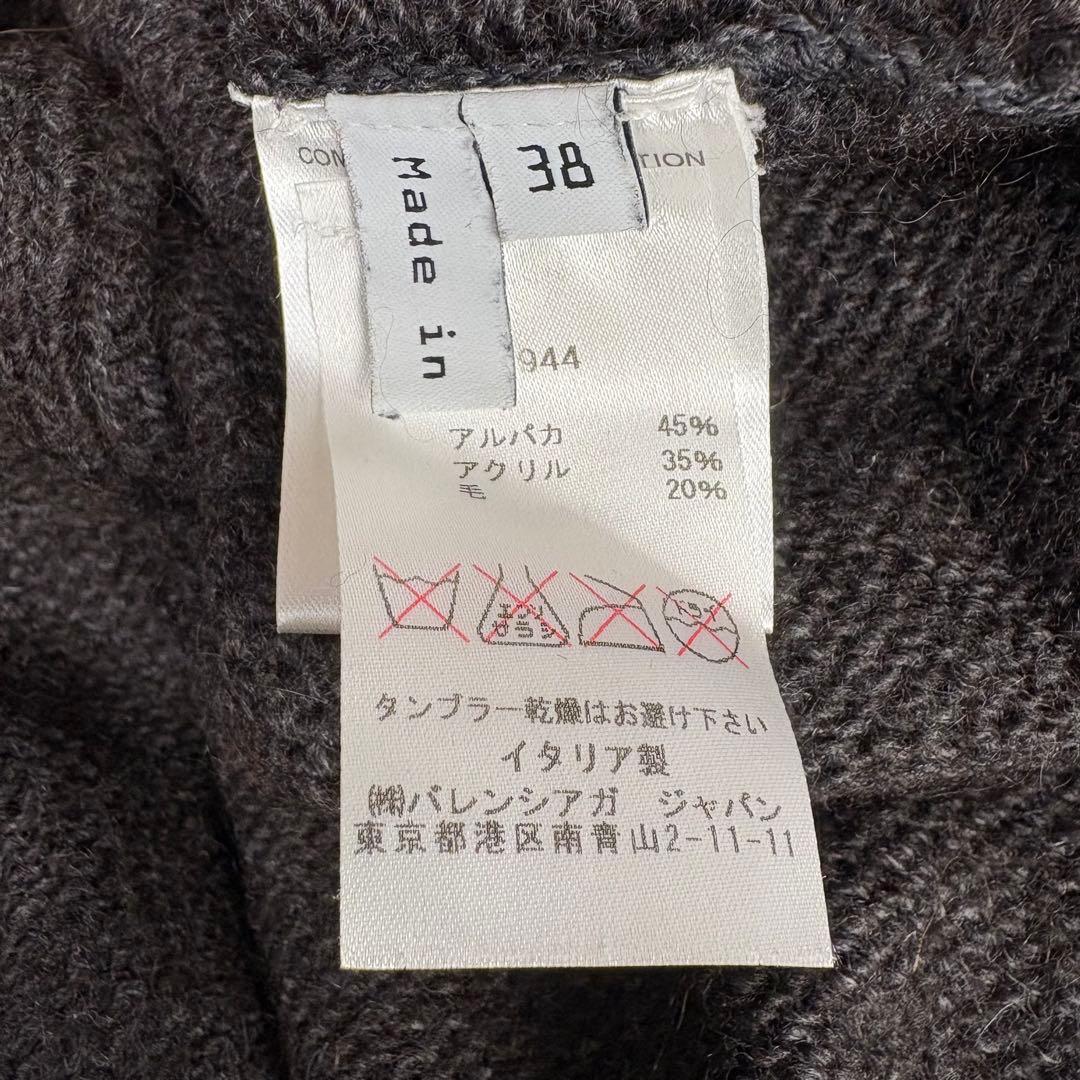 38
Made in
944
アルパカ 45%
アクリル 35%
毛 20%
タンブラー乾燥はお避け下さい
イタリア製
㈱バレンシアガ ジャパン
東京都港区南青山2-11-11